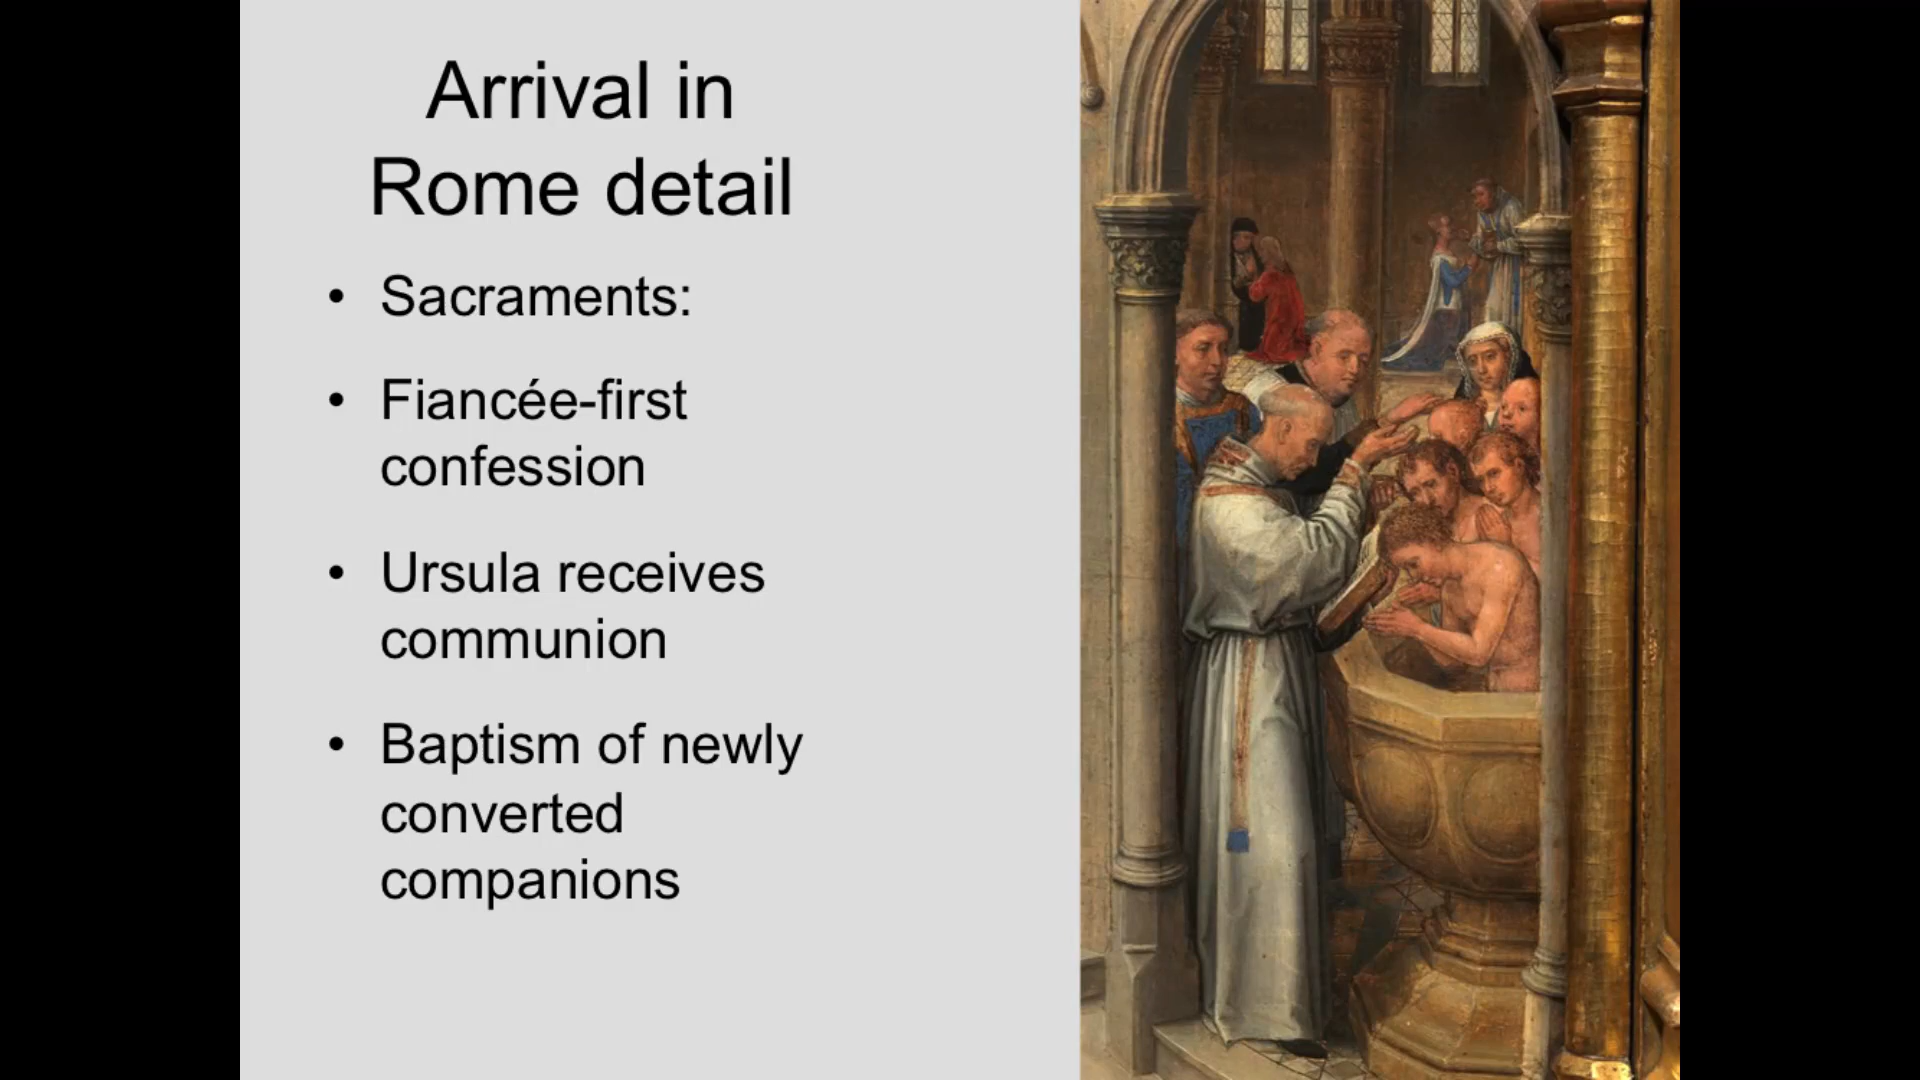 Arrival in
Rome detail
• Sacraments:
• Fiancée-first
confession
• Ursula receives
communion
• Baptism of newly
converted
companions